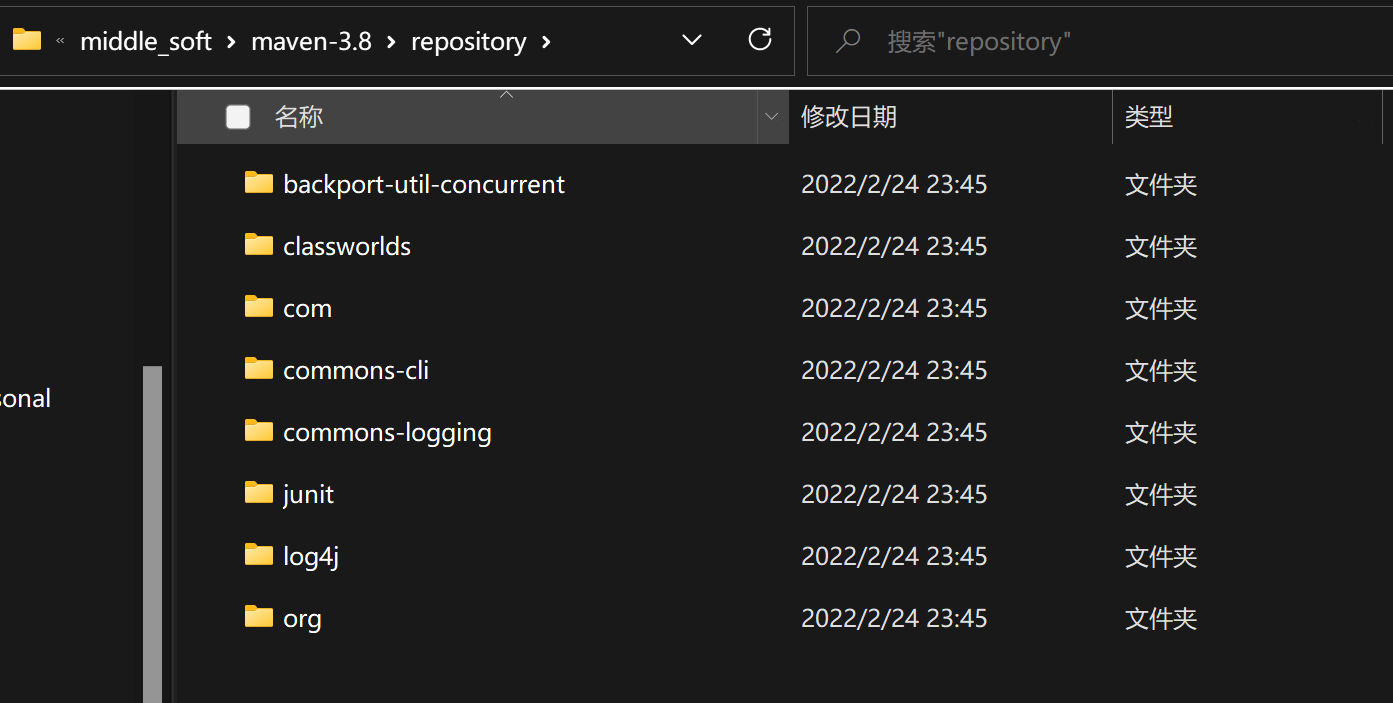 « middle_soft › maven-3.8 › repository ›
搜索"repository"
名称 修改日期 类型
backport-util-concurrent 2022/2/24 23:45 文件夹
classworlds 2022/2/24 23:45 文件夹
com 2022/2/24 23:45 文件夹
commons-cli 2022/2/24 23:45 文件夹
sonal
commons-logging 2022/2/24 23:45 文件夹
junit 2022/2/24 23:45 文件夹
log4j 2022/2/24 23:45 文件夹
org 2022/2/24 23:45 文件夹